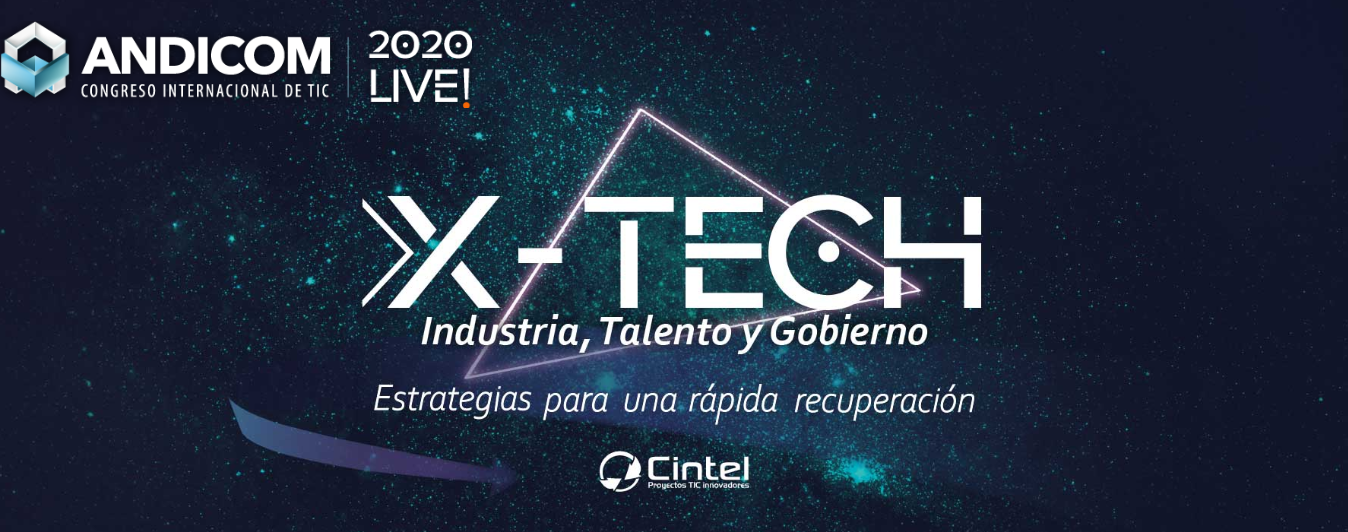 ANDICOM
CONGRESO INTERNACIONAL DE TIC
2020
LIVE!
X-TECH
Industria, Talento y Gobierno
Estrategias para una rápida recuperación
Cintel
Proyectos TIC innovadores